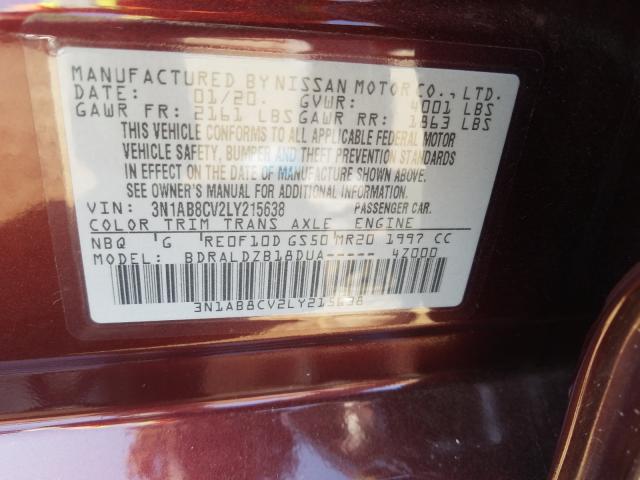 MANUFACTURED BY NISSAN MOTOR CO., LTD.
DATE: 01/20. GVWR: 4001 LBS
GAWR FR: 2161 LBS GAWR RR: 1863 LBS
THIS VEHICLE CONFORMS TO ALL APPLICABLE FEDERAL MOTOR
VEHICLE SAFETY, BUMPER AND THEFT PREVENTION STANDARDS
IN EFFECT ON THE DATE OF MANUFACTURE SHOWN ABOVE.
SEE OWNER'S MANUAL FOR ADDITIONAL INFORMATION.
VIN: 3N1AB8CV2LY215638 PASSENGER CAR.
COLOR TRIM TRANS AXLE ENGINE
NBQ G RE0F10D GS50 MR20 1997 CC
MODEL: BDRALDZB18DUA----- 4Z000
3N1AB8CV2LY215638